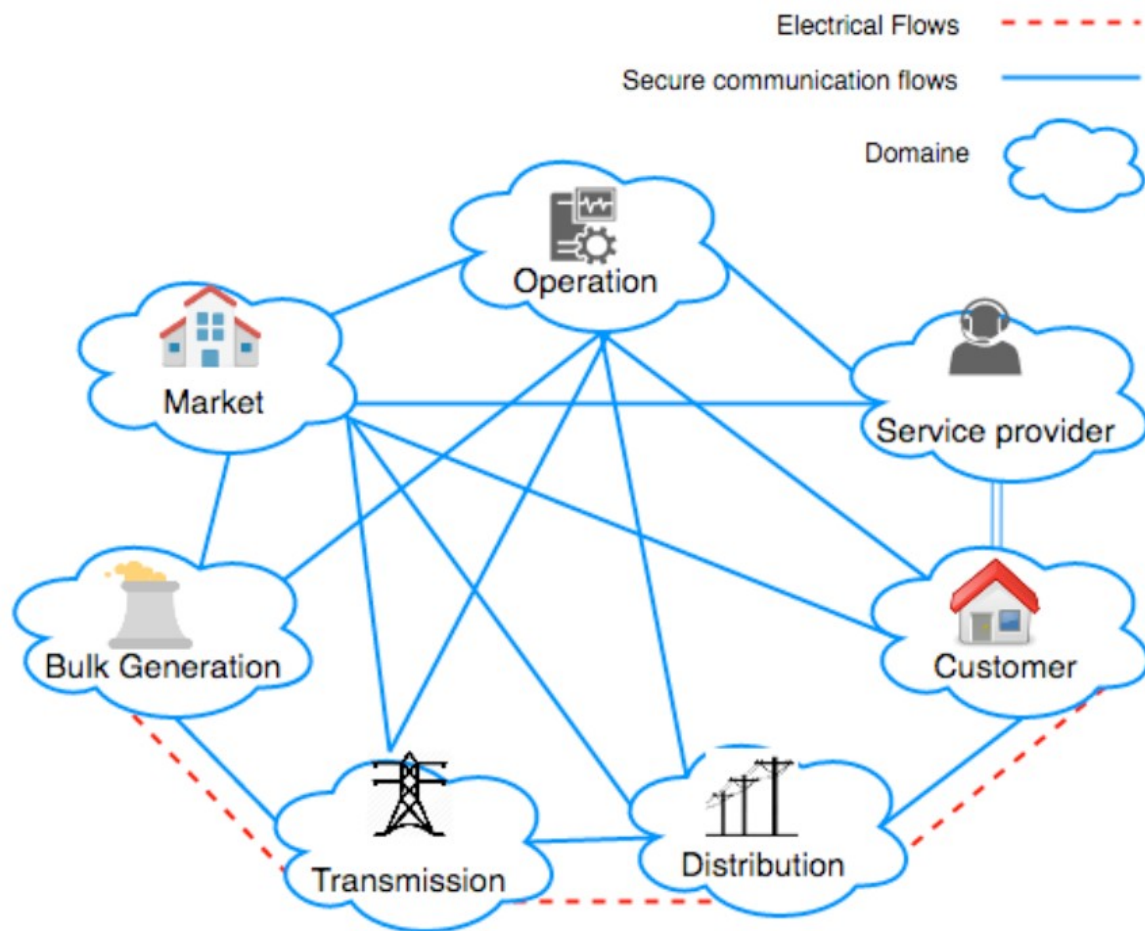 Electrical Flows
Secure communication flows
Domaine
Operation
Market
Service provider
Bulk Generation
Customer
Transmission
Distribution